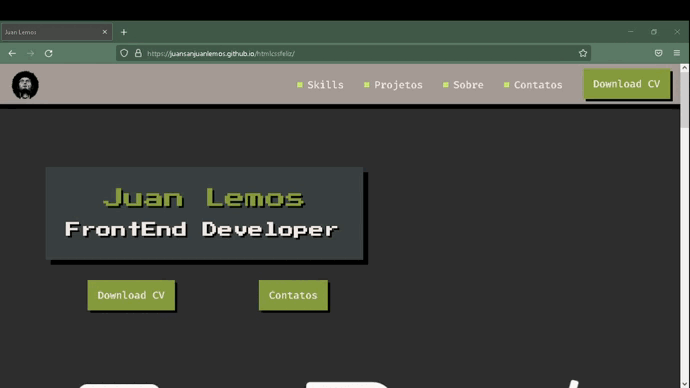 Juan Lemos
https://juansanjuanlemos.github.io/htmlcssfeliz/
Skills Projetos Sobre Contatos Download CV
Juan Lemos
FrontEnd Developer
Download CV Contatos